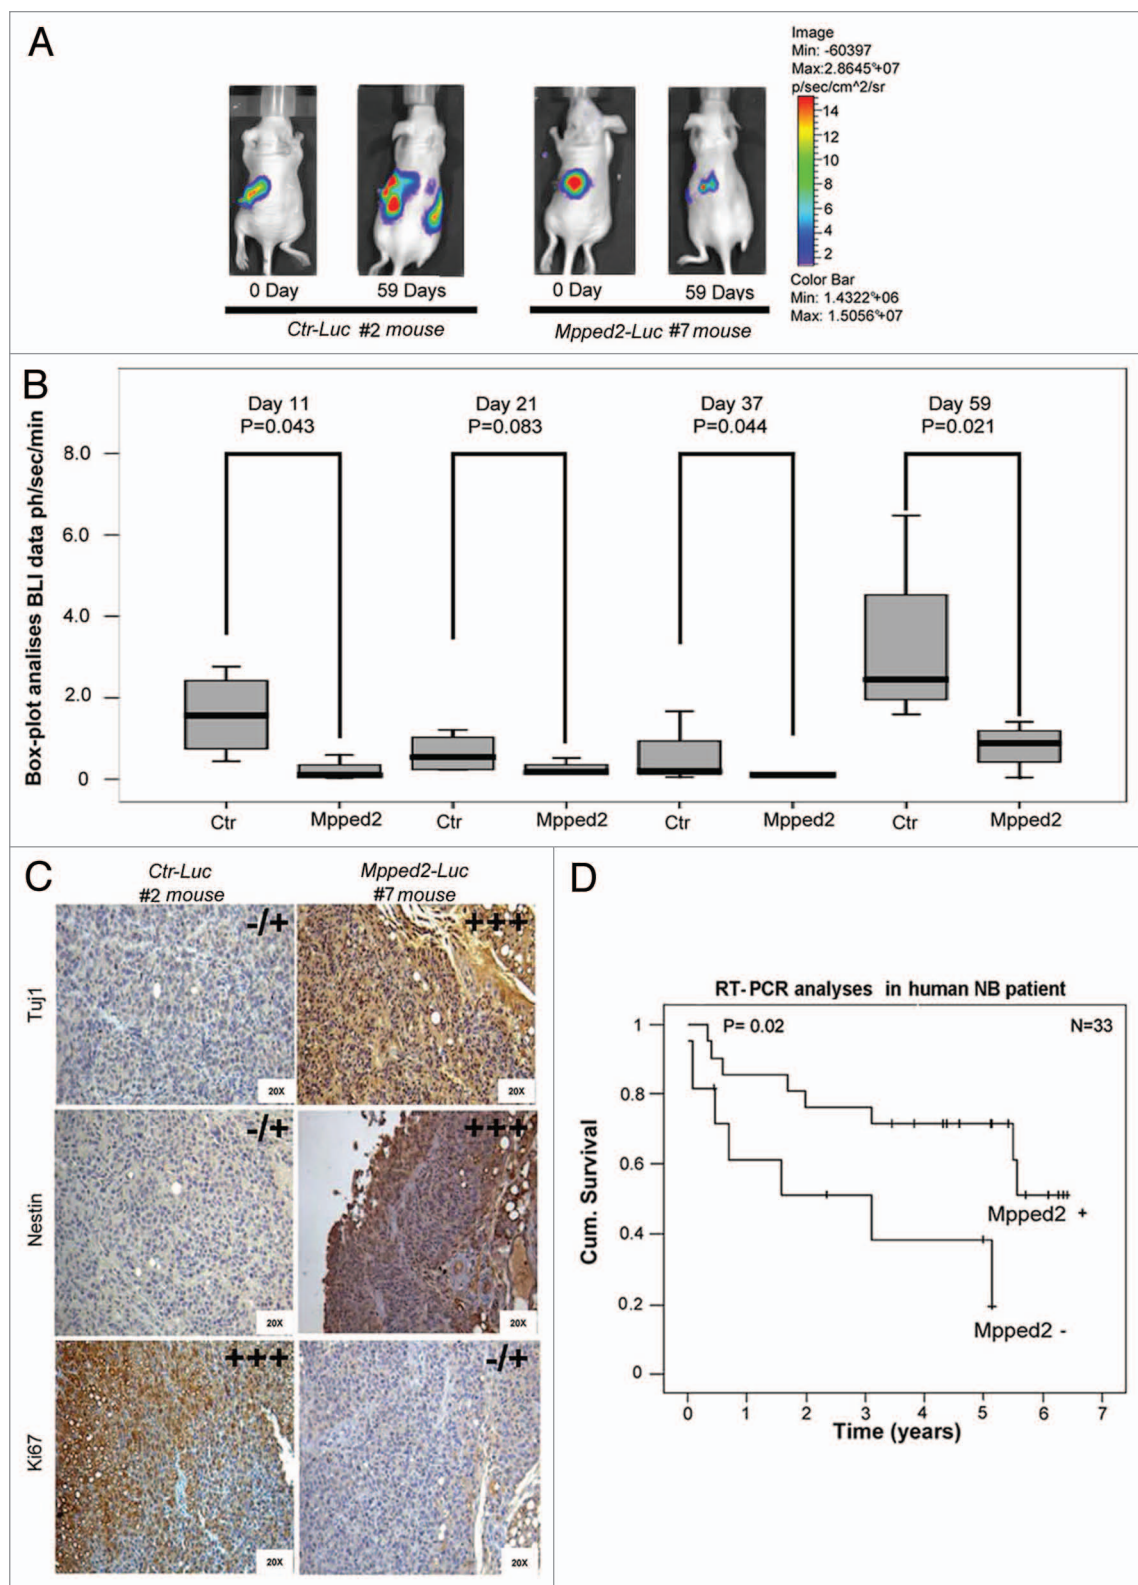 A
Image
Min: -60397
Max:2.8645e+07
p/sec/cm^2/sr
14
12
10
8
6
4
2
Color Bar
Min: 1.4322e+06
Max: 1.5056e+07
0 Day
59 Days
0 Day
59 Days
Ctr-Luc #2 mouse
Mpped2-Luc #7 mouse
B
Box-plot analises BLI data ph/sec/min
8.0
6.0
4.0
2.0
0
Day 11
P=0.043
Day 21
P=0.083
Day 37
P=0.044
Day 59
P=0.021
Ctr
Mpped2
Ctr
Mpped2
Ctr
Mpped2
Ctr
Mpped2
C
Ctr-Luc
#2 mouse
Mpped2-Luc
#7 mouse
Tuj1
-/+
20X
+++
20X
Nestin
-/+
20X
+++
20X
Ki67
+++
20X
-/+
20X
D
RT-PCR analyses in human NB patient
P= 0.02
N=33
Cum. Survival
1
0.8
0.6
0.4
0.2
0
Mpped2 +
Mpped2 -
0 1 2 3 4 5 6 7
Time (years)